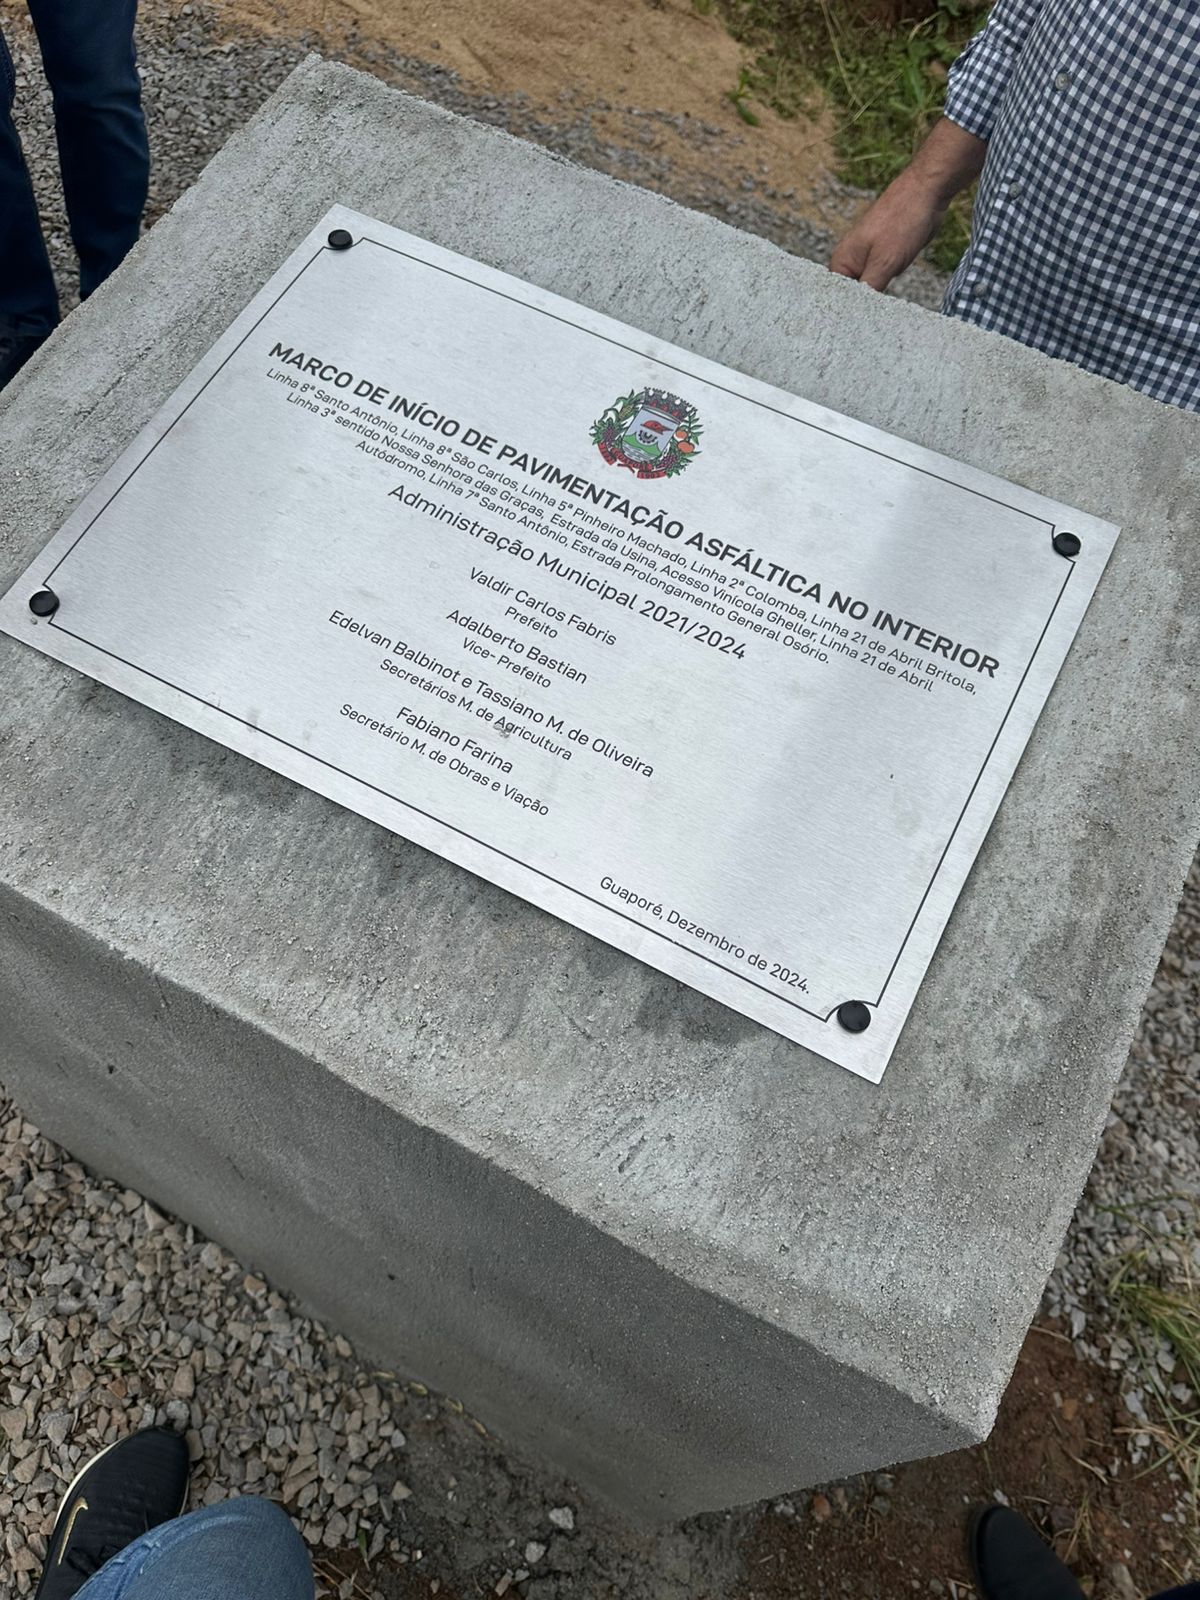 MARCO DE INÍCIO DE PAVIMENTAÇÃO ASFÁLTICA NO INTERIOR
Linha 8ª Santo Antônio, Linha 8ª São Carlos, Linha 5ª Pinheiro Machado, Linha 2ª Colomba, Linha 21 de Abril Britola,
Linha 3ª sentido Nossa Senhora das Graças, Estrada da Usina, Acesso Vinícola Gheller, Linha 21 de Abril
Autódromo, Linha 7ª Santo Antônio, Estrada Prolongamento General Osório.
Administração Municipal 2021/2024
Valdir Carlos Fabris
Prefeito
Adalberto Bastian
Vice-Prefeito
Edelvan Balbinot e Tassiano M. de Oliveira
Secretários M. de Agricultura
Fabiano Farina
Secretário M. de Obras e Viação
Guaporé, Dezembro de 2024.